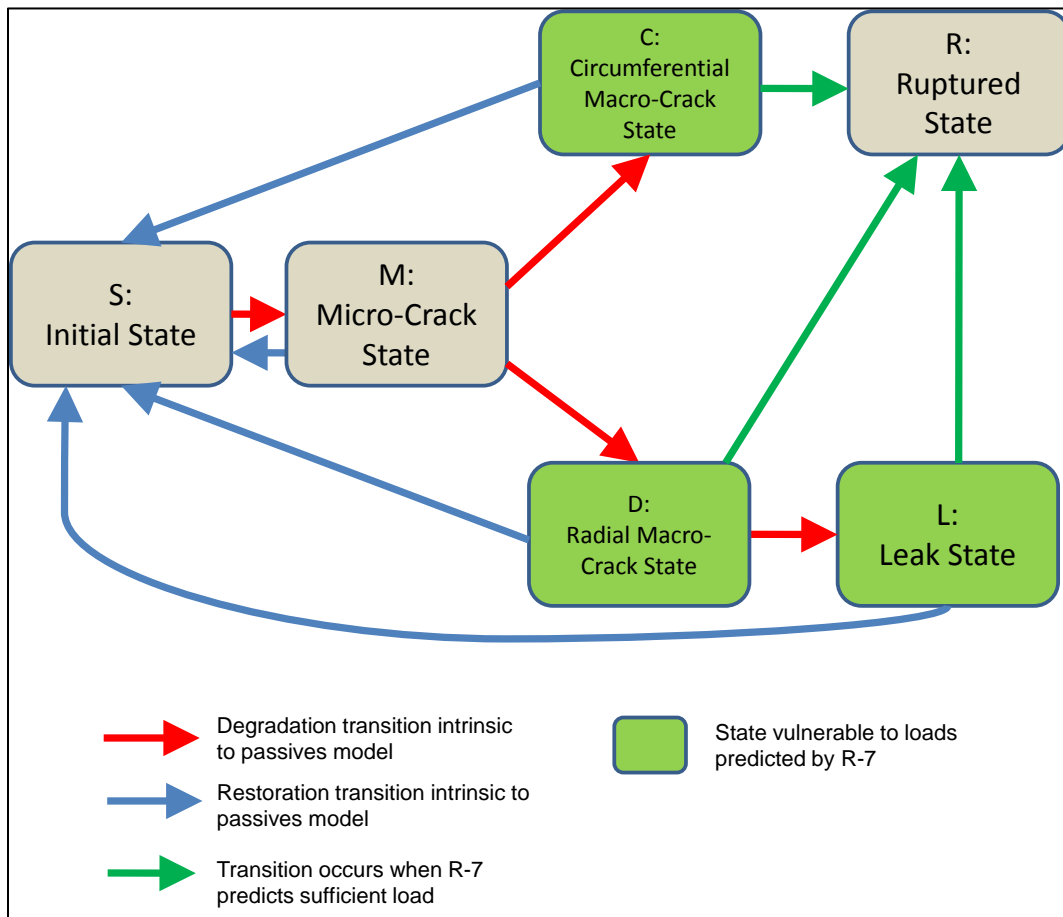 C:
Circumferential
Macro-Crack
State
R:
Ruptured
State
S:
Initial State
M:
Micro-Crack
State
D:
Radial Macro-
Crack State
L:
Leak State
Degradation transition intrinsic
to passives model
Restoration transition intrinsic to
passives model
Transition occurs when R-7
predicts sufficient load
State vulnerable to loads
predicted by R-7